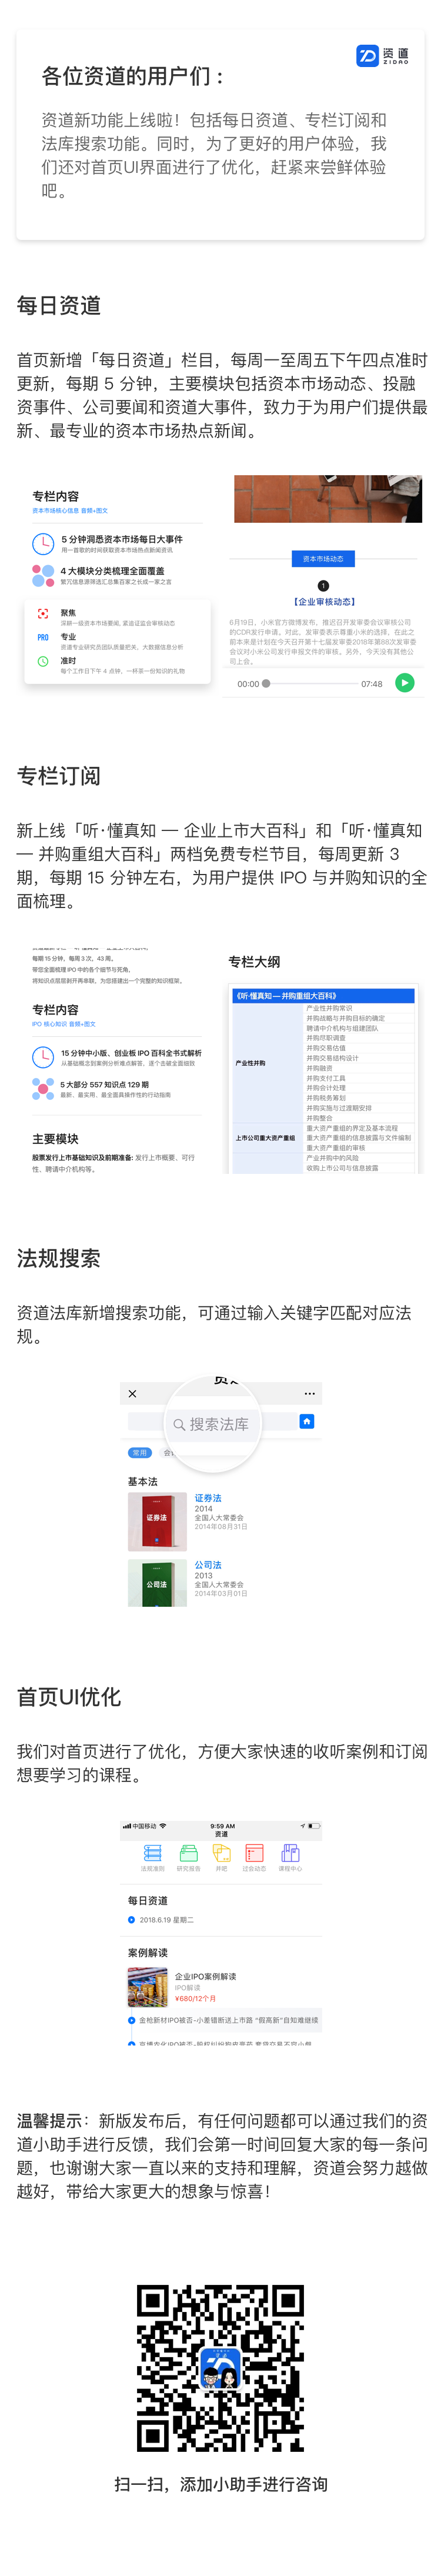 资道
ZIDAO
各位资道的用户们：
资道新功能上线啦！包括每日资道、专栏订阅和
法库搜索功能。同时，为了更好的用户体验，我
们还对首页UI界面进行了优化，赶紧来尝鲜体验
吧。
每日资道
首页新增「每日资道」栏目，每周一至周五下午四点准时
更新，每期 5 分钟，主要模块包括资本市场动态、投融
资事件、公司要闻和资道大事件，致力于为用户们提供最
新、最专业的资本市场热点新闻。
专栏内容
资本市场核心信息 音频+图文
5 分钟洞悉资本市场每日大事件
用一首歌的时间获取资本市场热点新闻资讯
4 大模块分类梳理全面覆盖
繁冗信息源筛选汇总集百家之长成一家之言
聚焦
深耕一级资本市场要闻, 紧追证监会审核动态
PRO 专业
资道专业研究员团队质量把关，大数据信息分析
准时
每个工作日下午 4 点钟，一杯茶一份知识的礼物
资本市场动态
1
【企业审核动态】
6月19日，小米官方微博发布，推迟召开发审委会议审核公司
的CDR发行申请。对此，发审委表示尊重小米的选择，在此之
前本来是计划在今天召开第十七届发审委2018年第88次发审委
会议对小米公司发行申报文件的审核。另外，今天没有其他公
司上会。
00:00 07:48
专栏订阅
新上线「听·懂真知 — 企业上市大百科」和「听·懂真知
— 并购重组大百科」两档免费专栏节目，每周更新 3
期，每期 15 分钟左右，为用户提供 IPO 与并购知识的全
面梳理。
每期 15 分钟，每周 3 次，43 周。
带您全面梳理 IPO 中的各个细节与死角，
将知识点层层剖开再串联，为您搭建出一个完整的知识框架。
专栏内容
IPO 核心知识 音频+图文
15 分钟中小版、创业板 IPO 百科全书式解析
从基础概念到案例分析难点解答，逐个击破全面细致
5 大部分 557 知识点 129 期
最新、最实用、最全面具操作性的行动指南
主要模块
股票发行上市基础知识及前期准备: 发行上市概要、可行
性、聘请中介机构等。
专栏大纲
《听·懂真知 — 并购重组大百科》
产业性并购
产业性并购常识
并购战略与并购目标的确定
聘请中介机构与组建团队
并购尽职调查
并购交易估值
并购交易结构设计
并购融资
并购支付工具
并购会计处理
并购税务筹划
并购实施与过渡期安排
并购整合
上市公司重大资产重组
重大资产重组的界定及基本流程
重大资产重组的信息披露与文件编制
重大资产重组的审核
产业并购中的风险
收购上市公司与信息披露
法规搜索
资道法库新增搜索功能，可通过输入关键字匹配对应法
规。
搜索法库
常用
基本法
证券法
证券法
2014
全国人大常委会
2014年08月31日
公司法
公司法
2013
全国人大常委会
2014年03月01日
首页UI优化
我们对首页进行了优化，方便大家快速的收听案例和订阅
想要学习的课程。
中国移动 9:59 AM
资道
法规准则 研究报告 并吧 过会动态 课程中心
每日资道
2018.6.19 星期二
案例解读
企业IPO案例解读
IPO解读
¥680/12个月
金枪新材IPO被否-小差错断送上市路 “假高新”自知难继续
温馨提示：新版发布后，有任何问题都可以通过我们的资
道小助手进行反馈，我们会第一时间回复大家的每一条问
题，也谢谢大家一直以来的支持和理解，资道会努力越做
越好，带给大家更大的想象与惊喜！
扫一扫，添加小助手进行咨询